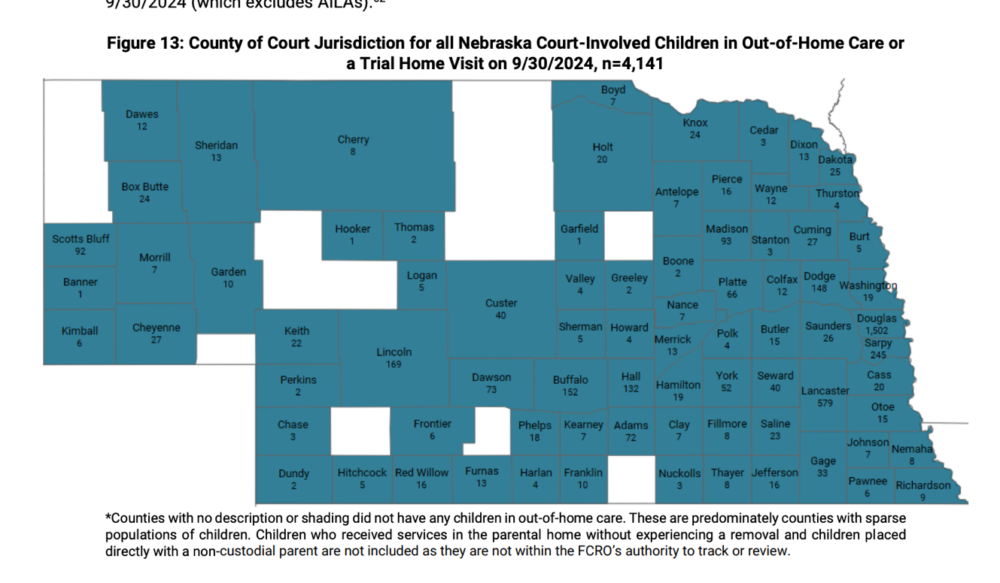 9/30/2024 (which excludes AILAs).⁶²
Figure 13: County of Court Jurisdiction for all Nebraska Court-Involved Children in Out-of-Home Care or
a Trial Home Visit on 9/30/2024, n=4,141
Boyd
7
Dawes
12
Sheridan
13
Cherry
8
Holt
20
Knox
24
Cedar
3
Dixon
13
Dakota
25
Box Butte
24
Antelope
7
Pierce
16
Wayne
12
Thurston
4
Scotts Bluff
92
Morrill
7
Garden
10
Hooker
1
Thomas
2
Garfield
1
Madison
93
Stanton
3
Cuming
27
Burt
5
Banner
1
Logan
5
Custer
40
Valley
4
Greeley
2
Boone
2
Platte
66
Colfax
12
Dodge
148
Washington
19
Kimball
6
Cheyenne
27
Keith
22
Lincoln
169
Sherman
5
Howard
4
Nance
7
Merrick
13
Polk
4
Butler
15
Saunders
26
Douglas
1,502
Sarpy
245
Perkins
2
Dawson
73
Buffalo
152
Hall
132
Hamilton
19
York
52
Seward
40
Lancaster
579
Cass
20
Otoe
15
Chase
3
Frontier
6
Phelps
18
Kearney
7
Adams
72
Clay
7
Fillmore
8
Saline
23
Gage
33
Johnson
7
Nemaha
8
Dundy
2
Hitchcock
5
Red Willow
16
Furnas
13
Harlan
4
Franklin
10
Nuckolls
3
Thayer
8
Jefferson
16
Pawnee
6
Richardson
9
*Counties with no description or shading did not have any children in out-of-home care. These are predominately counties with sparse
populations of children. Children who received services in the parental home without experiencing a removal and children placed
directly with a non-custodial parent are not included as they are not within the FCRO's authority to track or review.